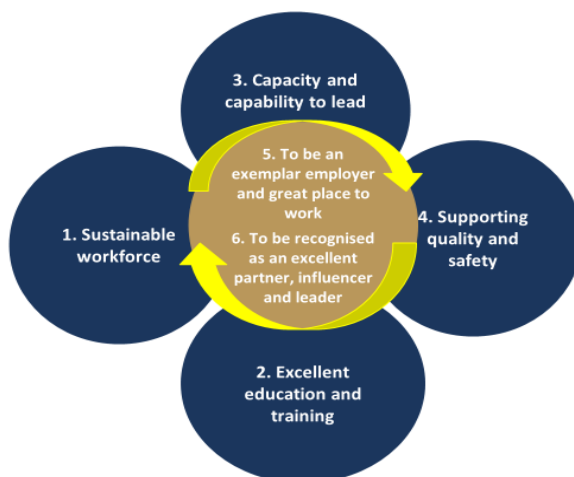 3. Capacity and
capability to lead
5. To be an
exemplar employer
and great place to
work
6. To be recognised
as an excellent
partner, influencer
and leader
1. Sustainable
workforce
4. Supporting
quality and
safety
2. Excellent
education and
training